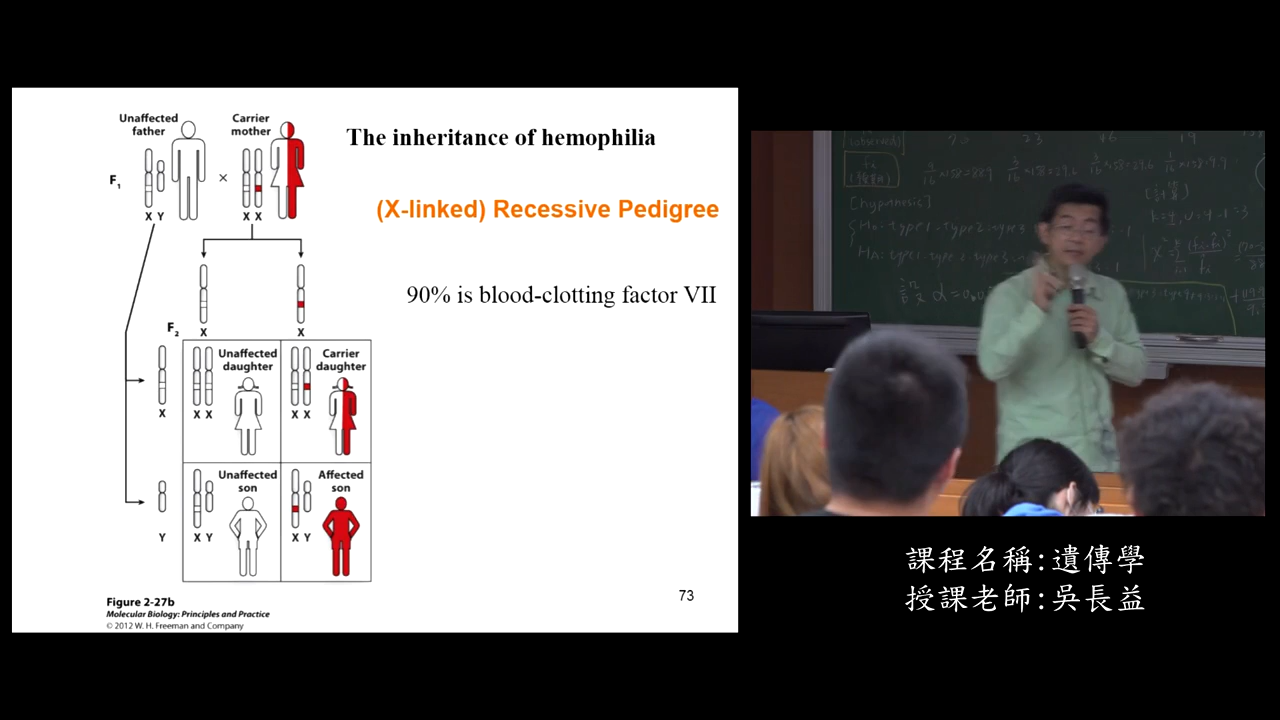 Unaffected
father
Carrier
mother
The inheritance of hemophilia
F1
×
X Y
X X
(X-linked) Recessive Pedigree
90% is blood-clotting factor VII
X
X
F2
Unaffected
daughter
Carrier
daughter
X
X X
X X
Unaffected
son
Affected
son
Y
X Y
X Y
Figure 2-27b
Molecular Biology: Principles and Practice
© 2012 W. H. Freeman and Company
73
[hypothesis]
課程名稱:遺傳學
授課老師:吳長益